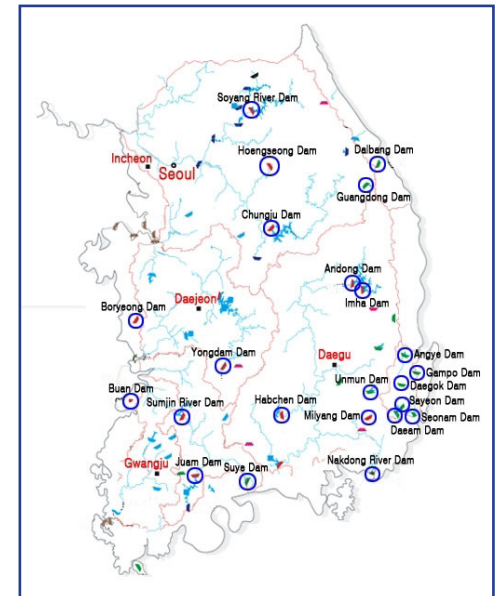 Soyang River Dam
Incheon
Seoul
Hoengseong Dam
Dalbang Dam
Guangdong Dam
Chungju Dam
Andong Dam
Imha Dam
Daejeon
Boryeong Dam
Yongdam Dam
Daegu
Angye Dam
Gampo Dam
Unmun Dam
Daegok Dam
Buan Dam
Sumjin River Dam
Habchen Dam
Milyang Dam
Sayeon Dam
Seonam Dam
Daeam Dam
Gwangju
Juam Dam
Suye Dam
Nakdong River Dam